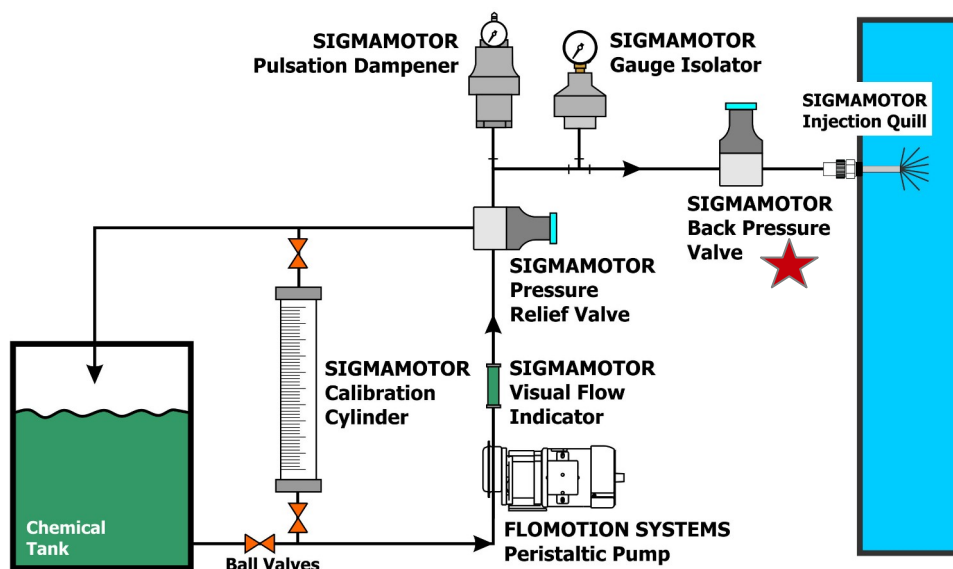 SIGMAMOTOR
Pulsation Dampener
SIGMAMOTOR
Gauge Isolator
SIGMAMOTOR
Injection Quill
SIGMAMOTOR
Back Pressure
Valve
SIGMAMOTOR
Pressure
Relief Valve
SIGMAMOTOR
Calibration
Cylinder
SIGMAMOTOR
Visual Flow
Indicator
Chemical
Tank
FLOMOTION SYSTEMS
Peristaltic Pump
Ball Valves